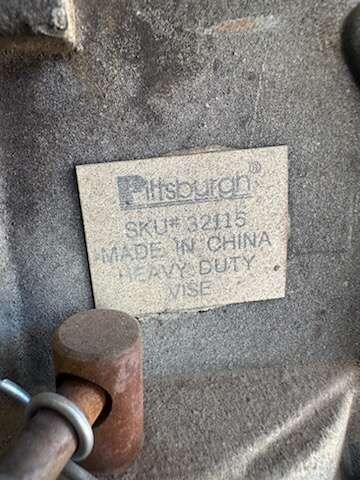 Pittsburgh®
SKU# 32115
MADE IN CHINA
HEAVY DUTY
VISE